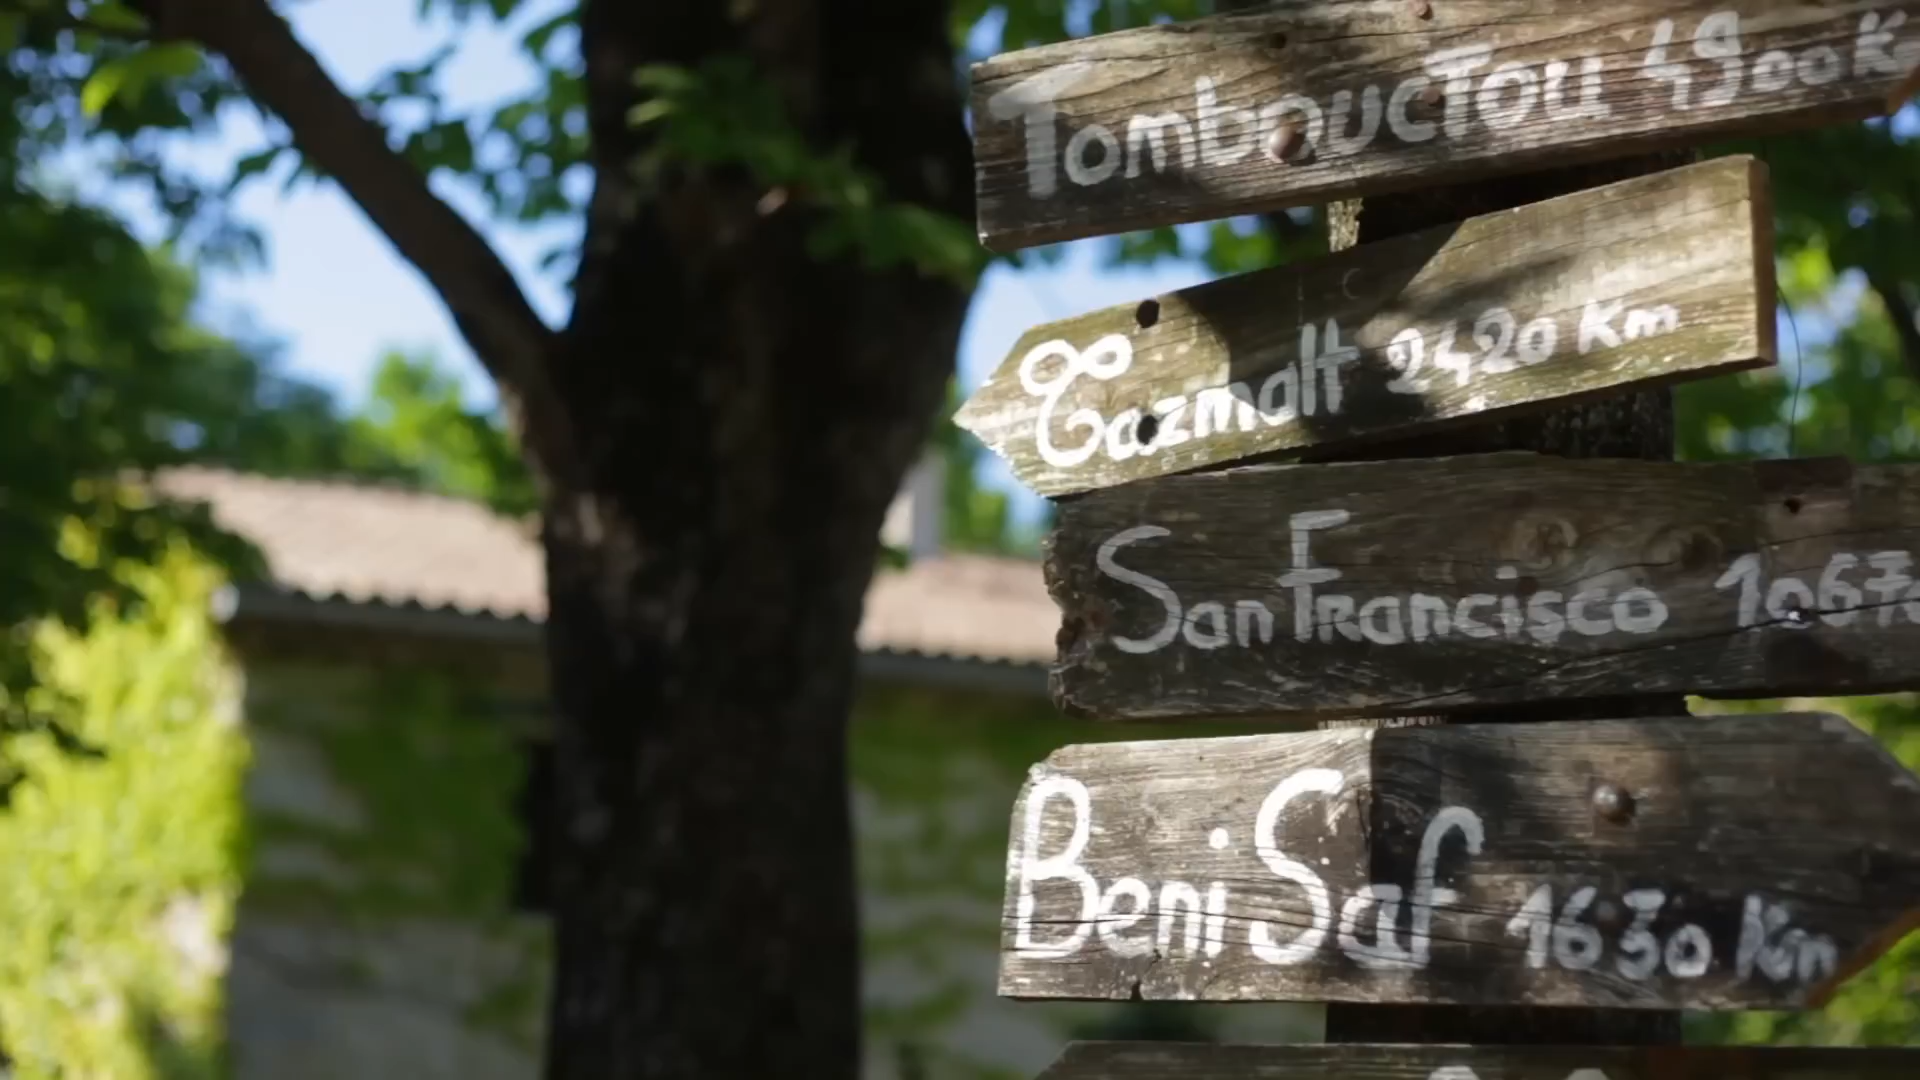 Tombouctou 4900 K
Tazmalt 2420 Km
San Francisco 1067
Beni Saf 1630 Km